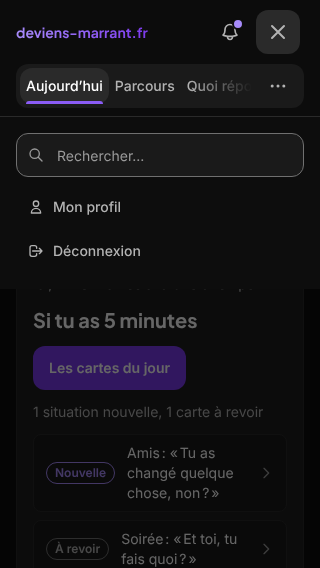 deviens-marrant.fr
Aujourd'hui Parcours Quoi répo
Rechercher...
Mon profil
Déconnexion
Si tu as 5 minutes
Les cartes du jour
1 situation nouvelle, 1 carte à revoir
Nouvelle
Amis : « Tu as
changé quelque
chose, non ? »
À revoir
Soirée : « Et toi, tu
fais quoi ? »